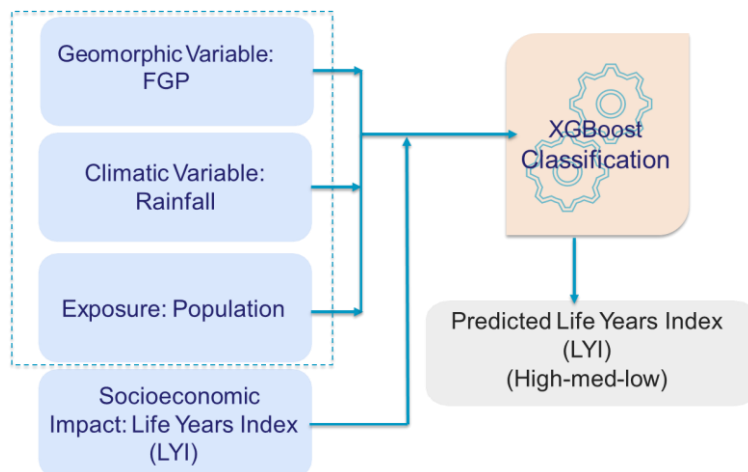 Geomorphic Variable:
FGP
Climatic Variable:
Rainfall
Exposure: Population
Socioeconomic
Impact: Life Years Index
(LYI)
XGBoost
Classification
Predicted Life Years Index
(LYI)
(High-med-low)